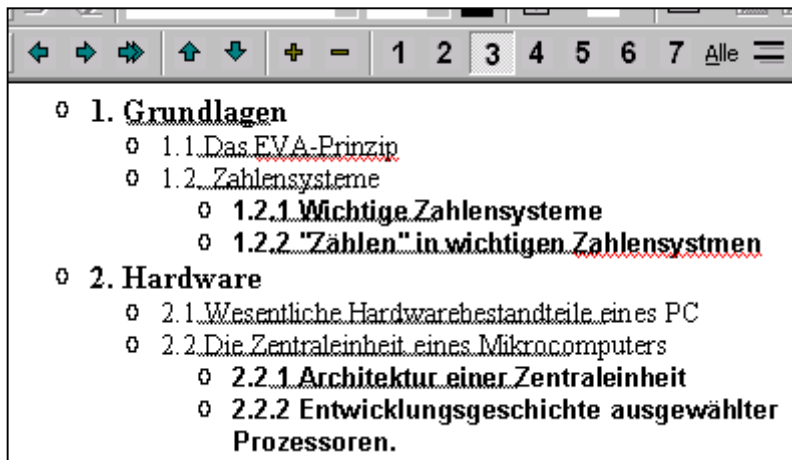 1 2 3 4 5 6 7 Alle
1. Grundlagen
1.1 Das EVA-Prinzip
1.2 Zahlensysteme
1.2.1 Wichtige Zahlensysteme
1.2.2 "Zählen" in wichtigen Zahlensystmen
2. Hardware
2.1 Wesentliche Hardwarebestandteile eines PC
2.2 Die Zentraleinheit eines Mikrocomputers
2.2.1 Architektur einer Zentraleinheit
2.2.2 Entwicklungsgeschichte ausgewählter
Prozessoren.